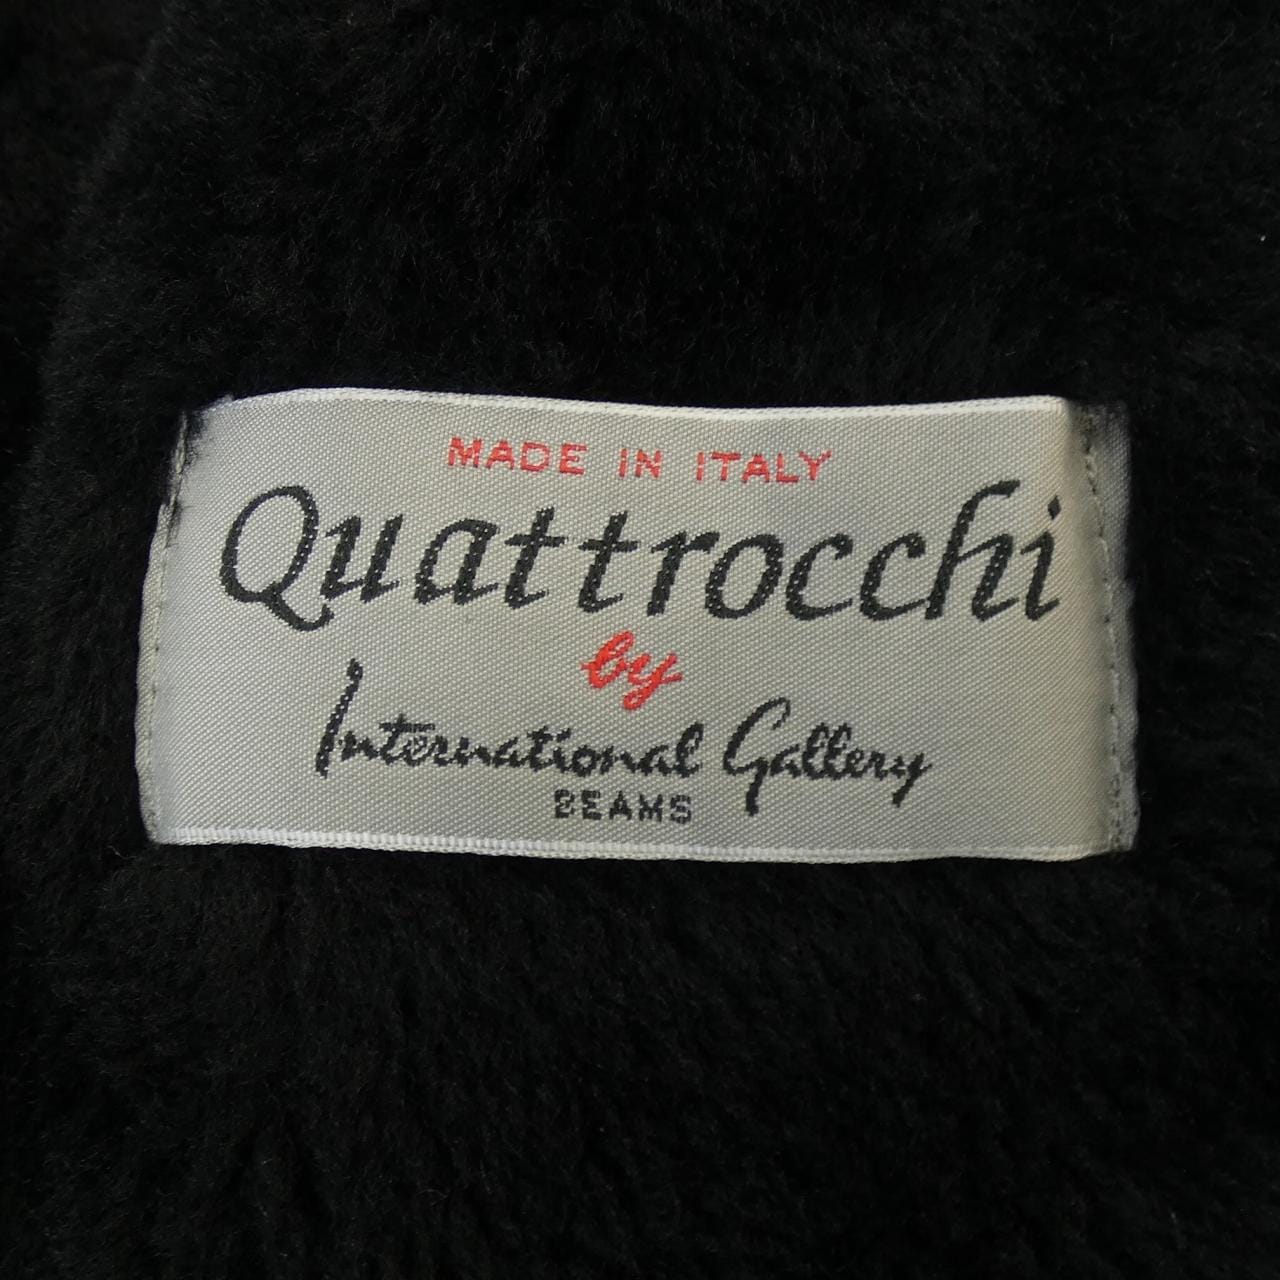 MADE IN ITALY
Quattrocchi
by
International Gallery
BEAMS